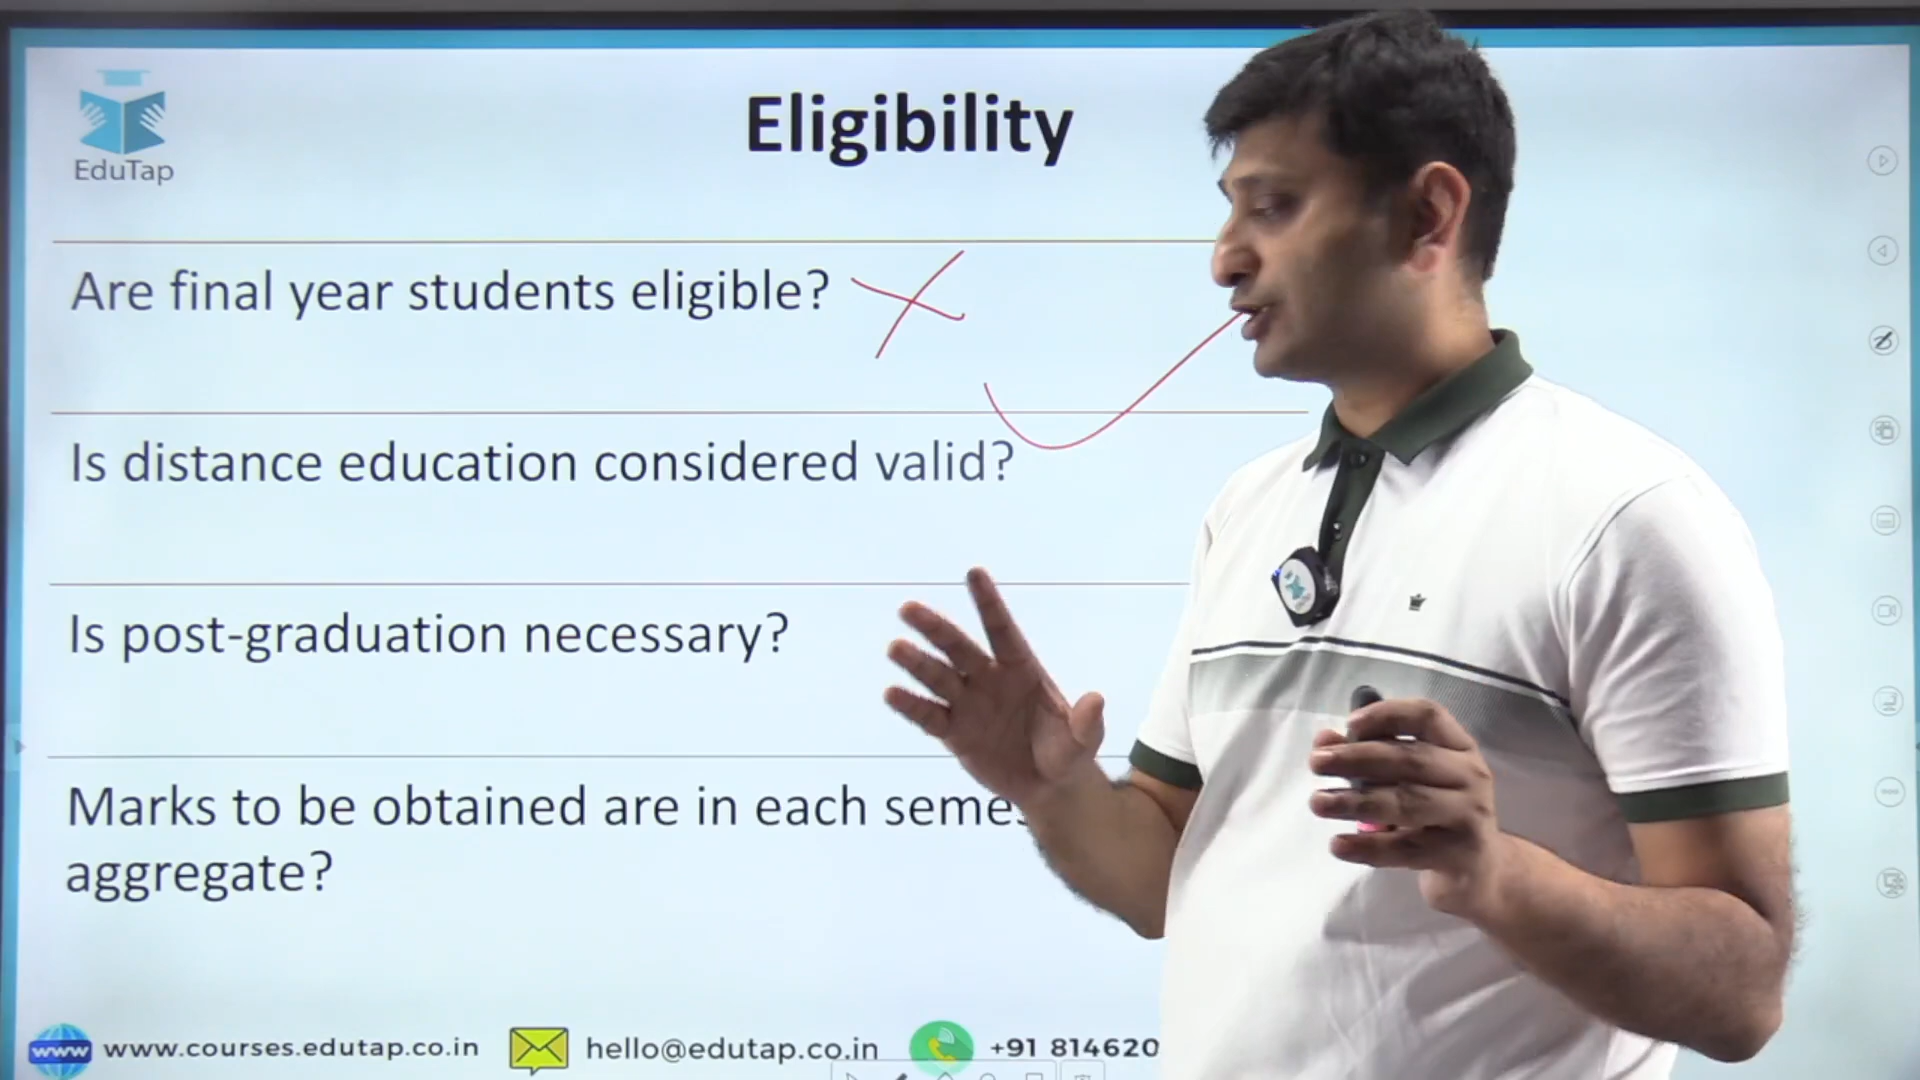 EduTap
Eligibility
Are final year students eligible?
Is distance education considered valid?
Is post-graduation necessary?
Marks to be obtained are in each
aggregate?
www
www.courses.edutap.co.in
hello@edutap.co.in
+91 814620